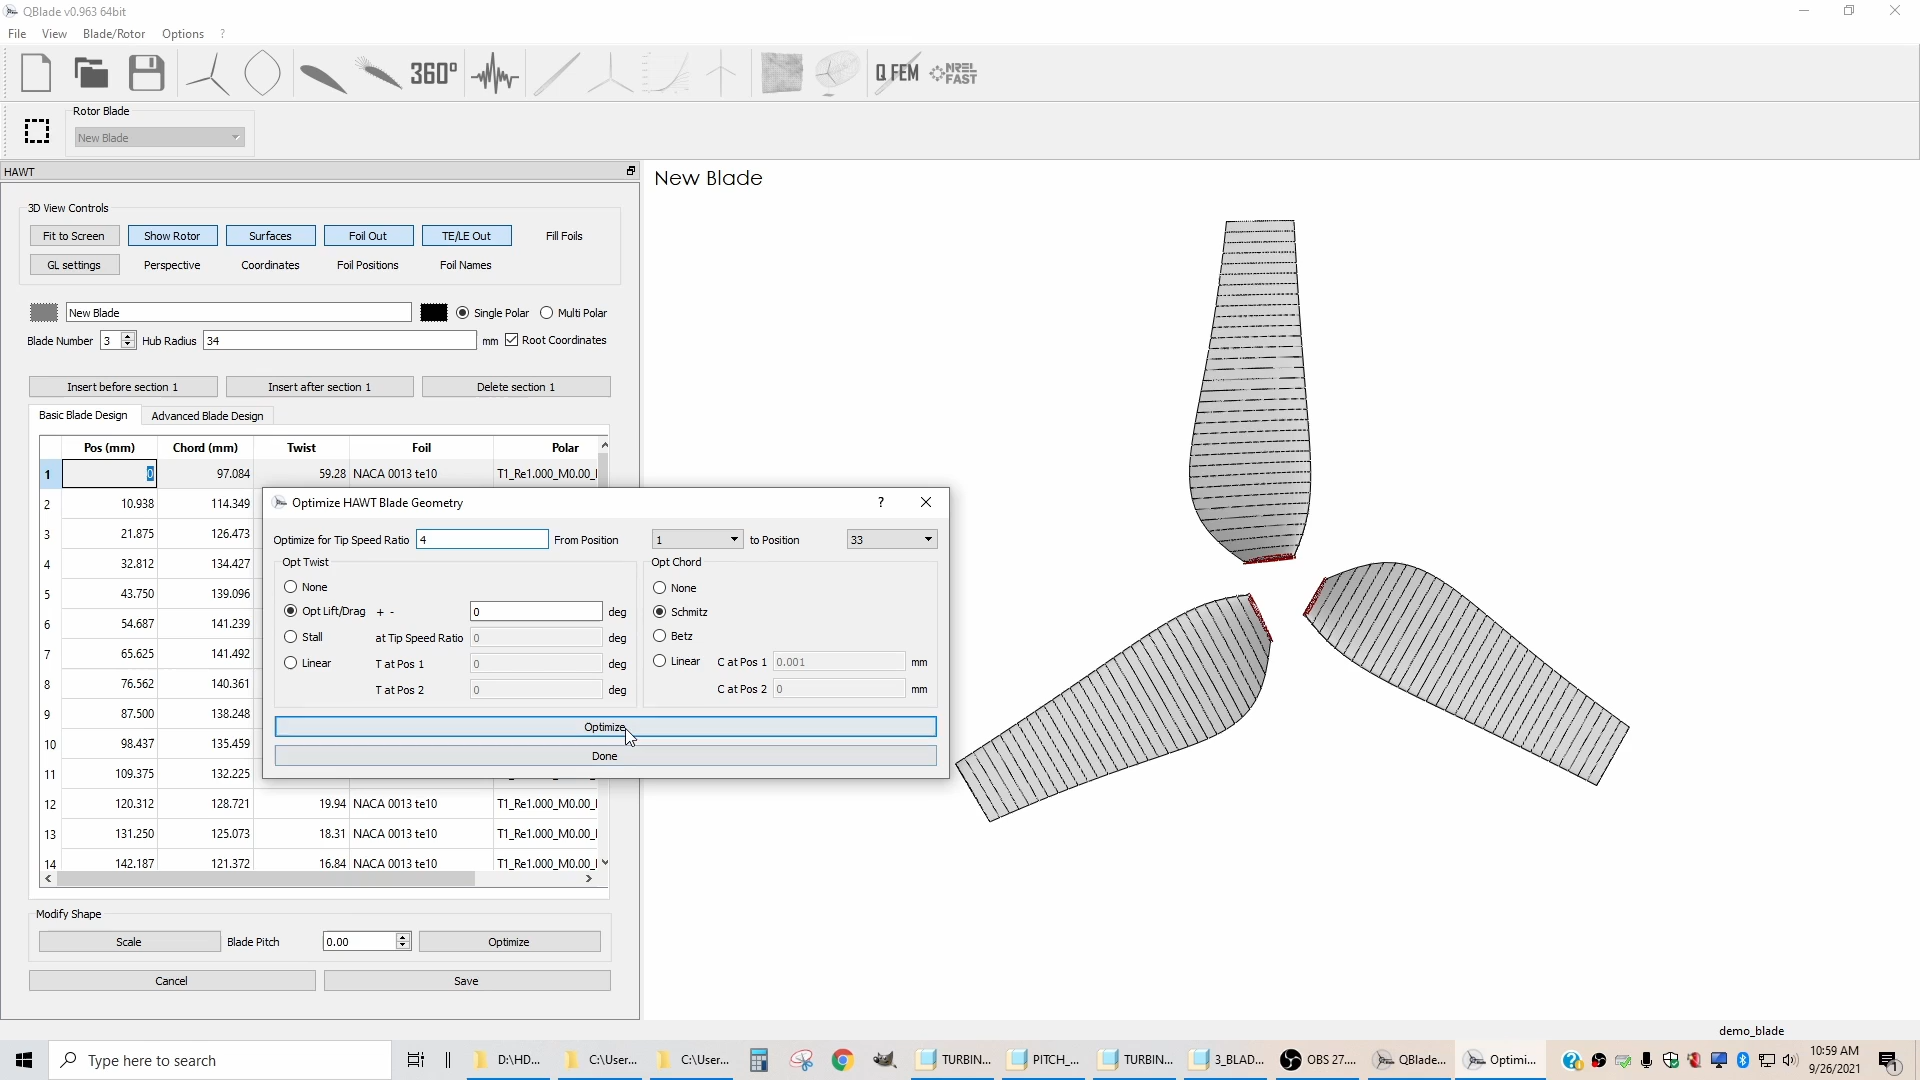 QBlade v0.963 64bit
File View Blade/Rotor Options ?
360° Q FEM NREL FAST
Rotor Blade
New Blade
HAWT
New Blade
3D View Controls
Fit to Screen Show Rotor Surfaces Foil Out TE/LE Out Fill Foils
GL settings Perspective Coordinates Foil Positions Foil Names
New Blade Single Polar Multi Polar
Blade Number 3 Hub Radius 34 mm Root Coordinates
Insert before section 1 Insert after section 1 Delete section 1
Basic Blade Design Advanced Blade Design
Pos (mm) Chord (mm) Twist Foil Polar
1 0 97.084 59.28 NACA 0013 te10 T1_Re1.000_M0.00_
2 10.938 114.349
3 21.875 126.473
4 32.812 134.427
5 43.750 139.096
6 54.687 141.239
7 65.625 141.492
8 76.562 140.361
9 87.500 138.248
10 98.437 135.459
11 109.375 132.225
12 120.312 128.721 19.94 NACA 0013 te10 T1_Re1.000_M0.00_
13 131.250 125.073 18.31 NACA 0013 te10 T1_Re1.000_M0.00_
14 142.187 121.372 16.84 NACA 0013 te10 T1_Re1.000_M0.00_
Optimize HAWT Blade Geometry ?
Optimize for Tip Speed Ratio 4 From Position 1 to Position 33
Opt Twist Opt Chord
None None
Opt Lift/Drag + - 0 deg Schmitz
Stall at Tip Speed Ratio 0 deg Betz
Linear T at Pos 1 0 deg Linear C at Pos 1 0.001 mm
T at Pos 2 0 deg C at Pos 2 0 mm
Optimize
Done
Modify Shape
Scale Blade Pitch 0.00 Optimize
Cancel Save
demo_blade
Type here to search D:\HD... C:\User... C:\User... TURBIN... PITCH_... TURBIN... 3_BLAD... OBS 27.... QBlade... Optimi... 10:59 AM
9/26/2021 1